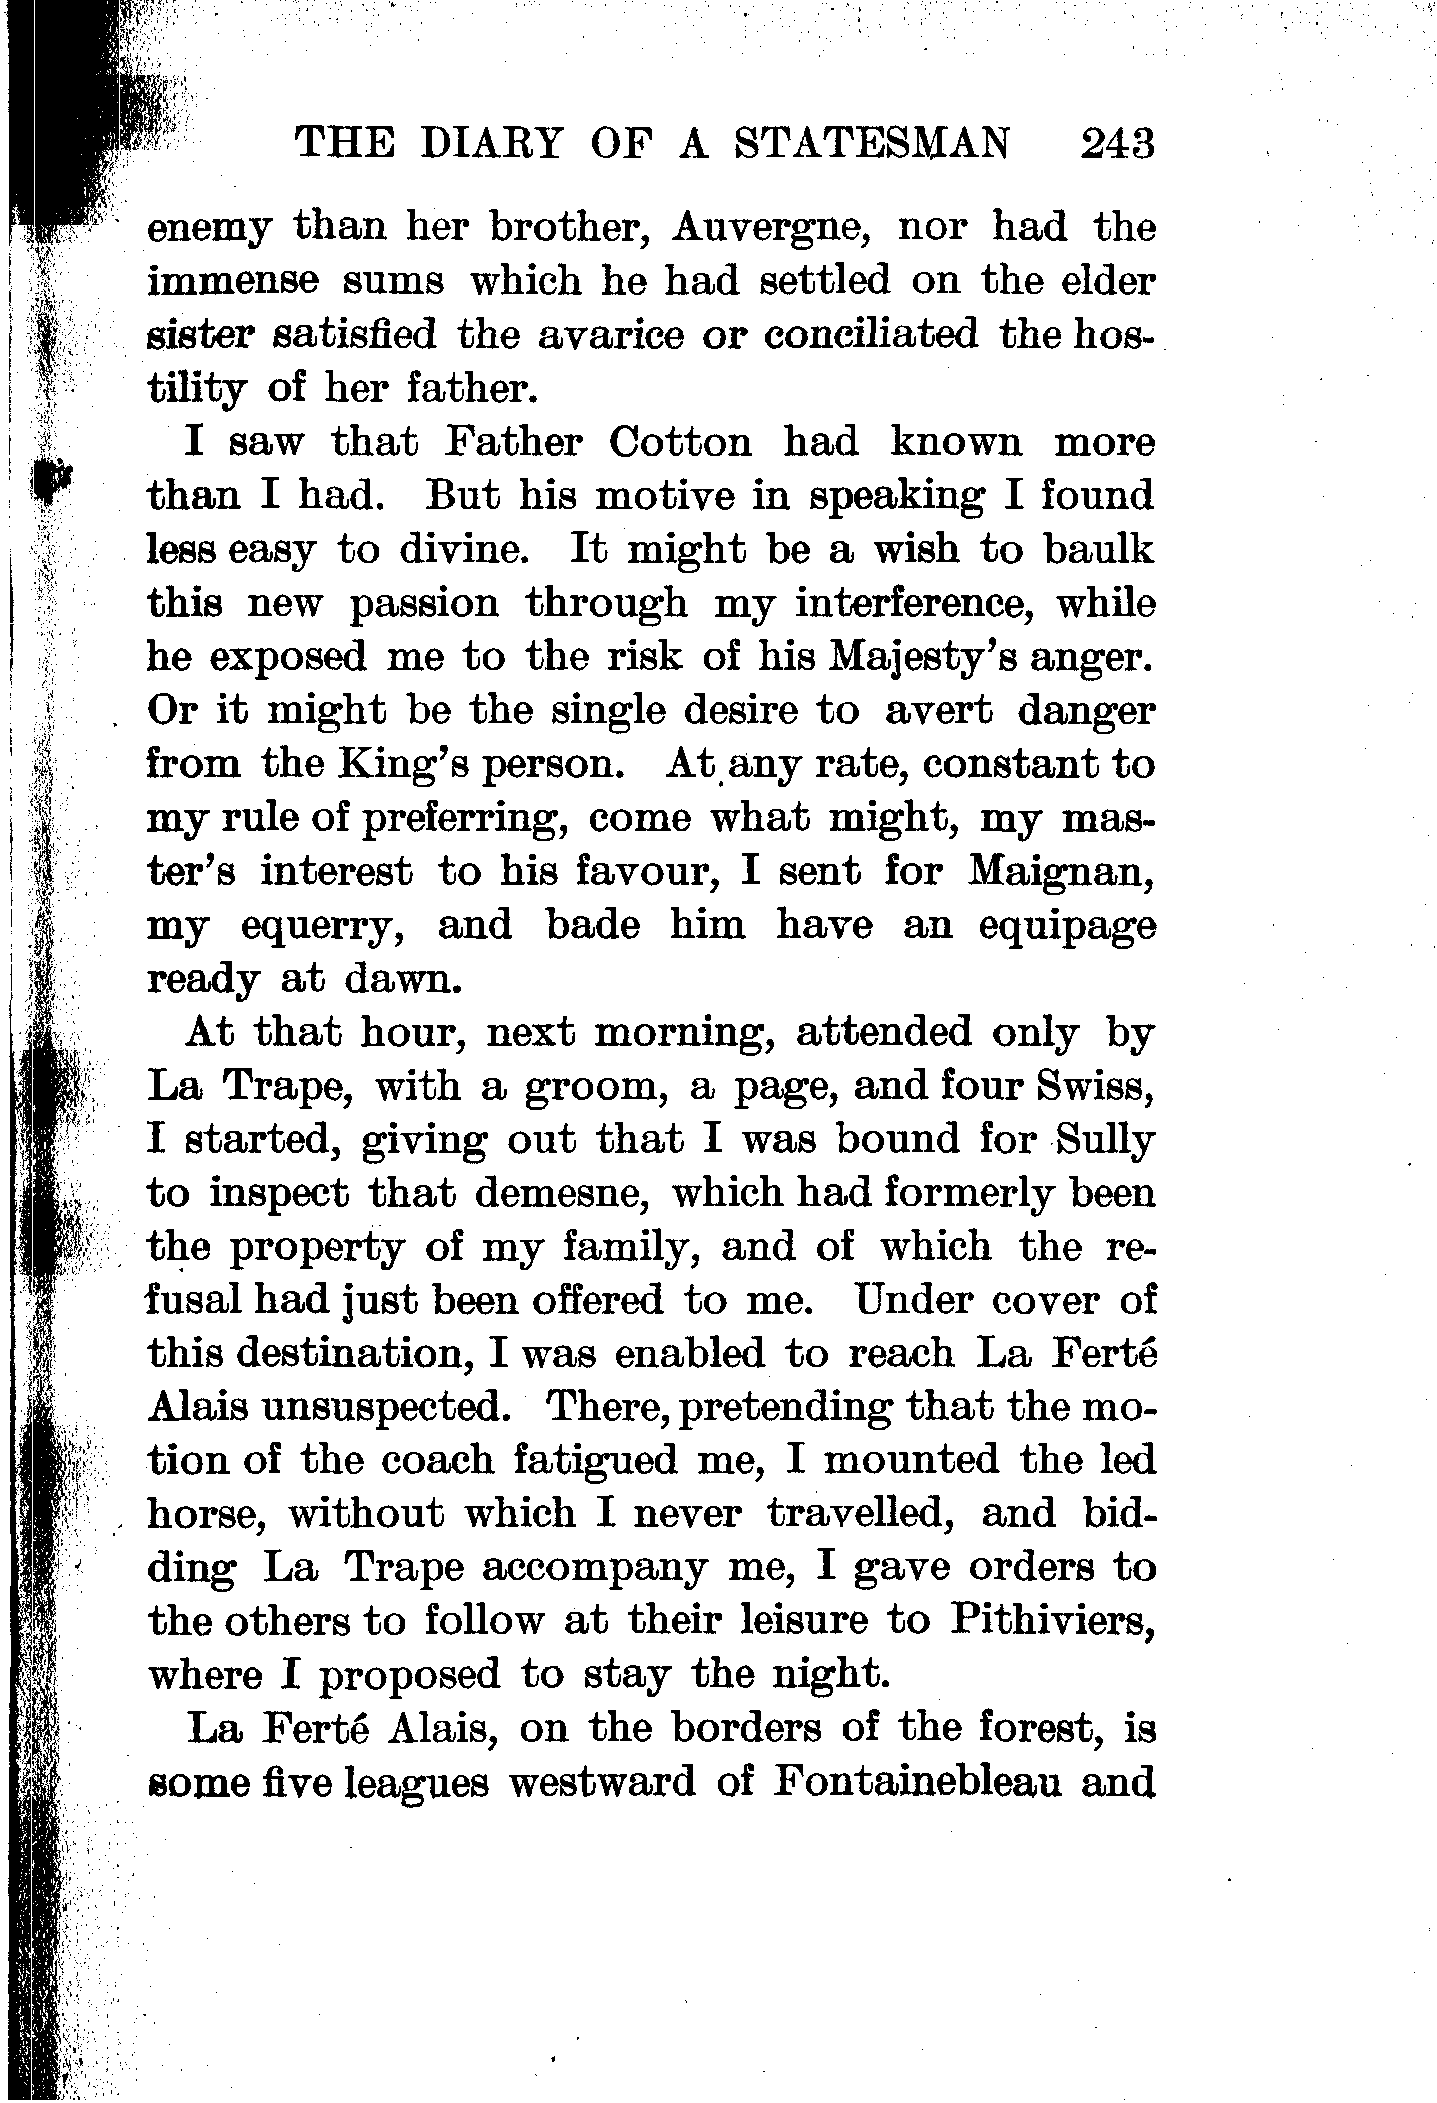 THE DIARY OF A STATESMAN 243
enemy than her brother, Auvergne, nor had the
immense sums which he had settled on the elder
sister satisfied the avarice or conciliated the hos-
tility of her father.
I saw that Father Cotton had known more
than I had. But his motive in speaking I found
less easy to divine. It might be a wish to baulk
this new passion through my interference, while
he exposed me to the risk of his Majesty's anger.
Or it might be the single desire to avert danger
from the King's person. At any rate, constant to
my rule of preferring, come what might, my mas-
ter's interest to his favour, I sent for Maignan,
my equerry, and bade him have an equipage
ready at dawn.
At that hour, next morning, attended only by
La Trape, with a groom, a page, and four Swiss,
I started, giving out that I was bound for Sully
to inspect that demesne, which had formerly been
the property of my family, and of which the re-
fusal had just been offered to me. Under cover of
this destination, I was enabled to reach La Ferté
Alais unsuspected. There, pretending that the mo-
tion of the coach fatigued me, I mounted the led
horse, without which I never travelled, and bid-
ding La Trape accompany me, I gave orders to
the others to follow at their leisure to Pithiviers,
where I proposed to stay the night.
La Ferté Alais, on the borders of the forest, is
some five leagues westward of Fontainebleau and